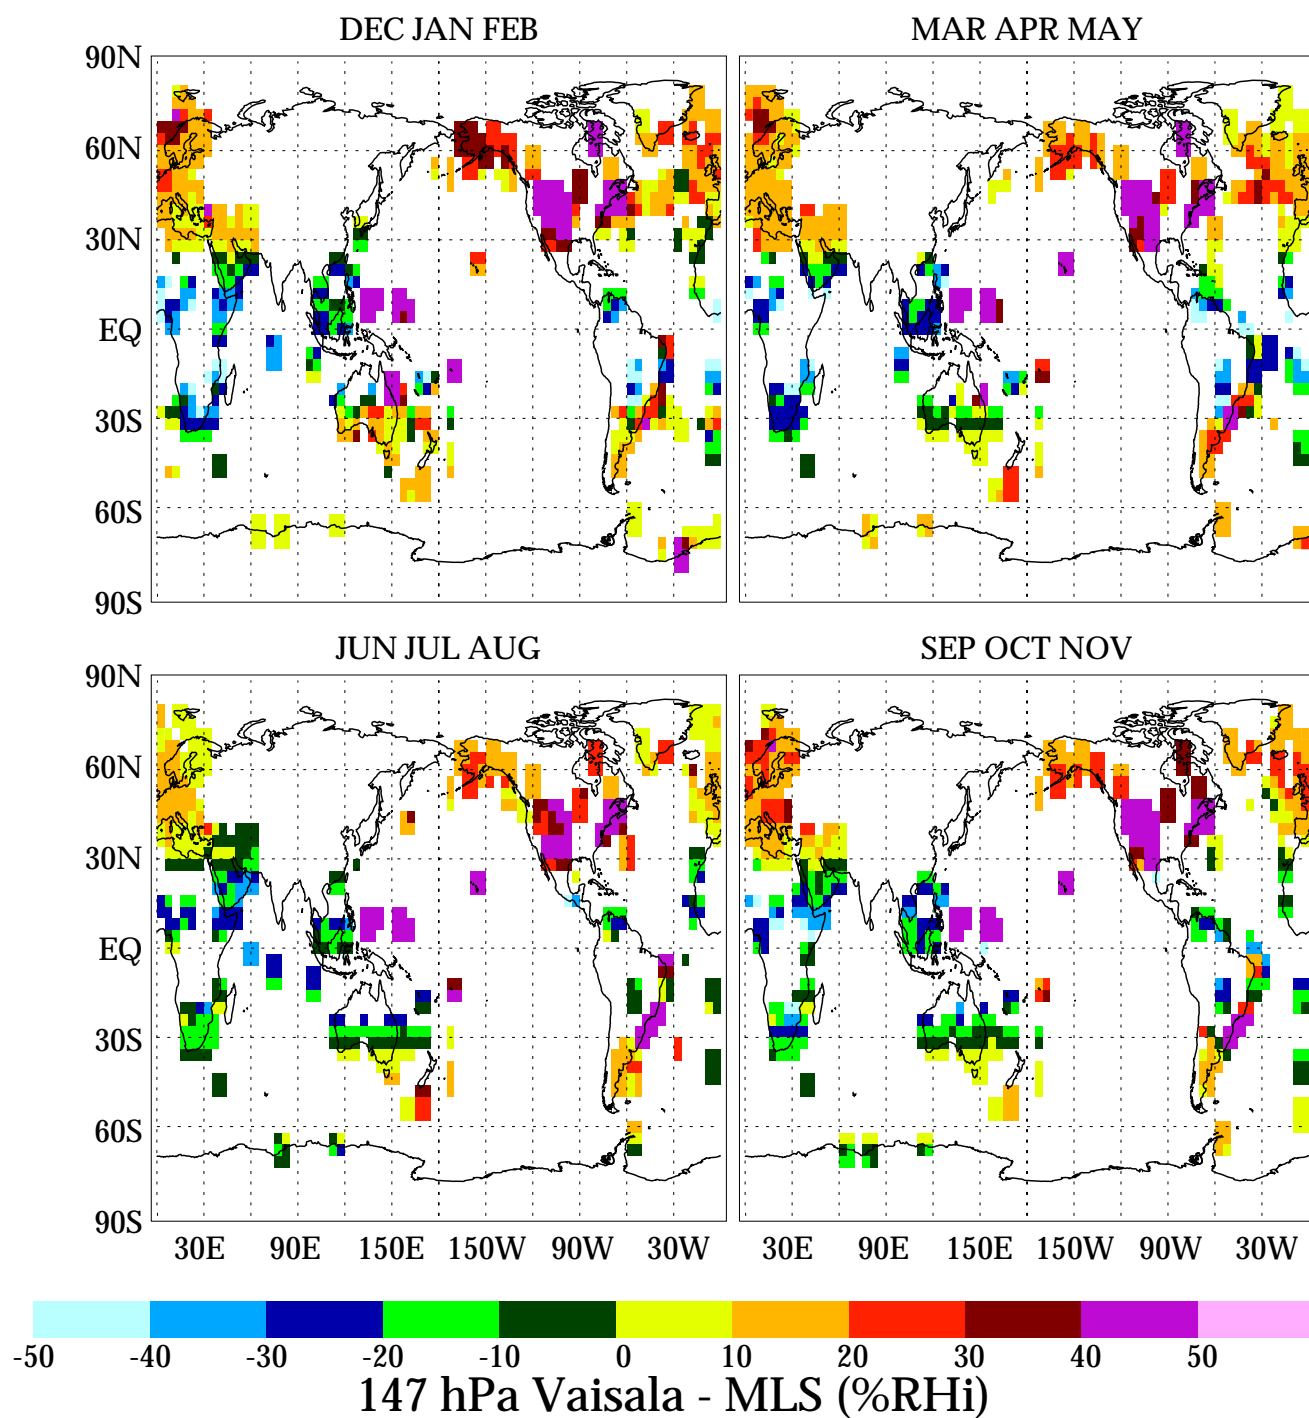 DEC JAN FEB
MAR APR MAY
90N
60N
30N
EQ
30S
60S
90S
JUN JUL AUG
SEP OCT NOV
90N
60N
30N
EQ
30S
60S
90S
30E 90E 150E 150W 90W 30W
30E 90E 150E 150W 90W 30W
-50 -40 -30 -20 -10 0 10 20 30 40 50
147 hPa Vaisala - MLS (%RHi)